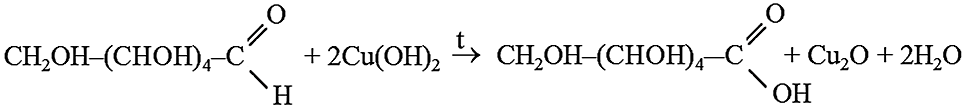 CH₂OH–(CHOH)₄–C(=O)–H + 2Cu(OH)₂ →(t) CH₂OH–(CHOH)₄–C(=O)–OH + Cu₂O + 2H₂O